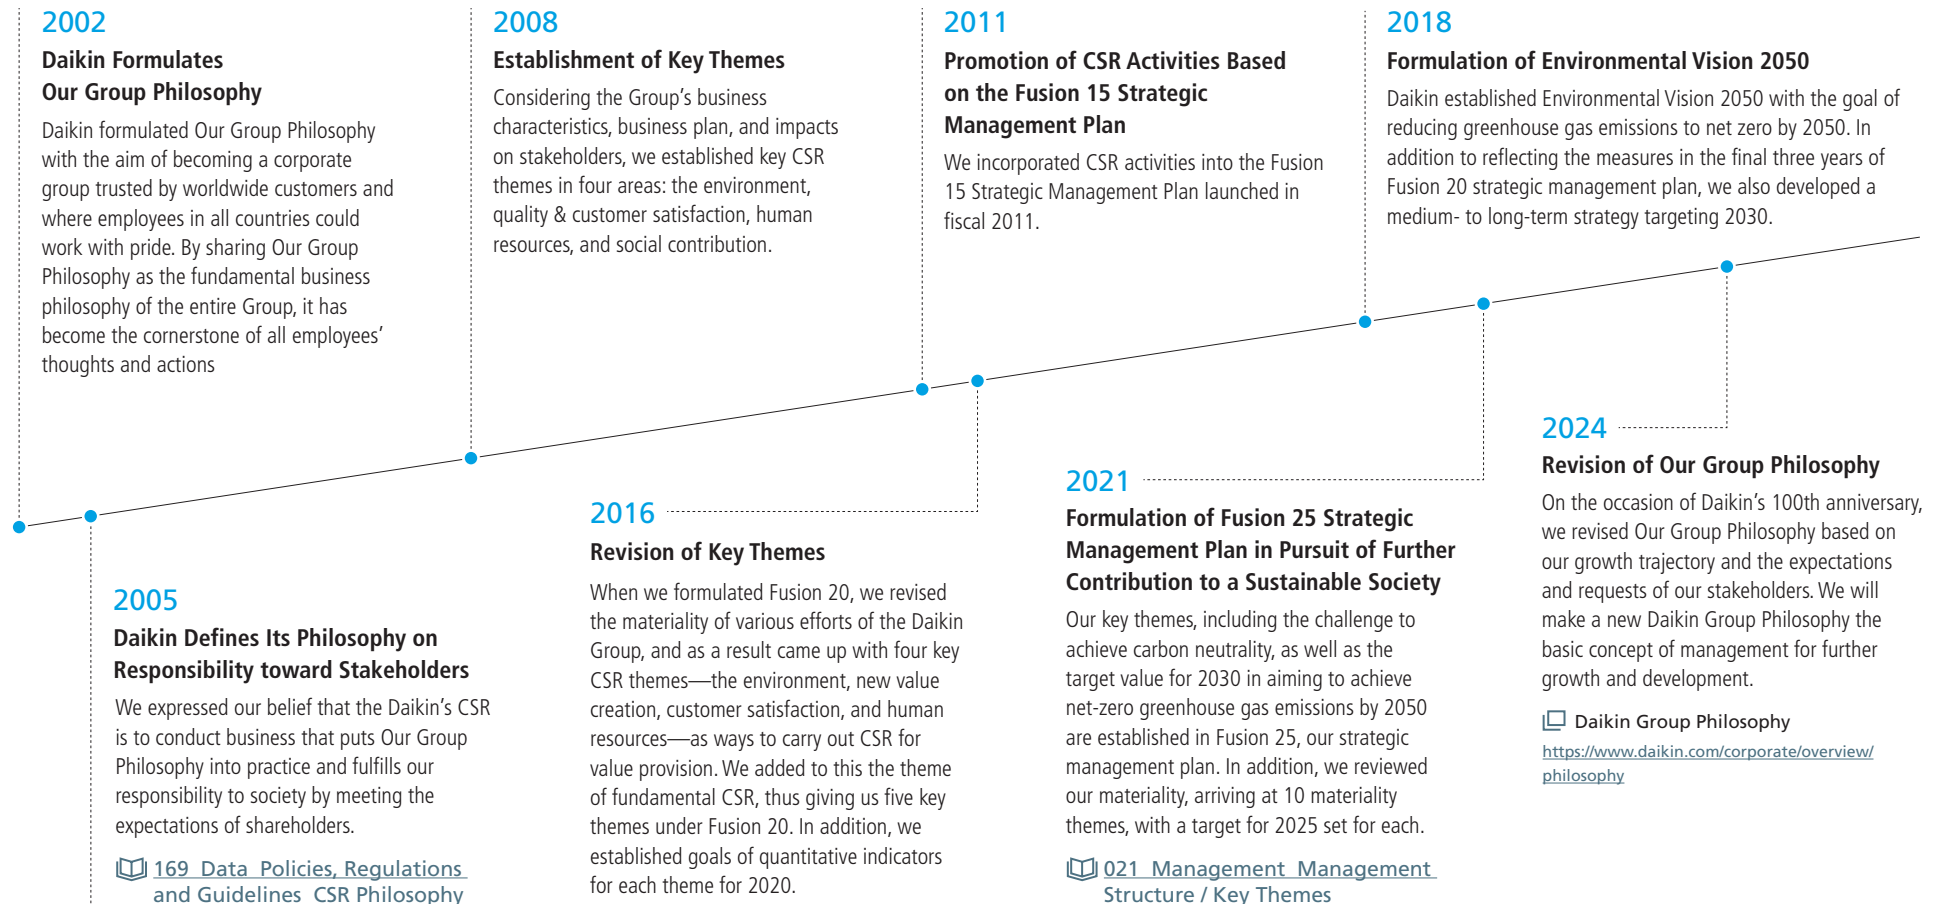 2002
Daikin Formulates
Our Group Philosophy
Daikin formulated Our Group Philosophy
with the aim of becoming a corporate
group trusted by worldwide customers and
where employees in all countries could
work with pride. By sharing Our Group
Philosophy as the fundamental business
philosophy of the entire Group, it has
become the cornerstone of all employees’
thoughts and actions
2005
Daikin Defines Its Philosophy on
Responsibility toward Stakeholders
We expressed our belief that the Daikin’s CSR
is to conduct business that puts Our Group
Philosophy into practice and fulfills our
responsibility to society by meeting the
expectations of shareholders.
169 Data Policies, Regulations
and Guidelines CSR Philosophy
2008
Establishment of Key Themes
Considering the Group’s business
characteristics, business plan, and impacts
on stakeholders, we established key CSR
themes in four areas: the environment,
quality & customer satisfaction, human
resources, and social contribution.
2011
Promotion of CSR Activities Based
on the Fusion 15 Strategic
Management Plan
We incorporated CSR activities into the Fusion
15 Strategic Management Plan launched in
fiscal 2011.
2016
Revision of Key Themes
When we formulated Fusion 20, we revised
the materiality of various efforts of the Daikin
Group, and as a result came up with four key
CSR themes—the environment, new value
creation, customer satisfaction, and human
resources—as ways to carry out CSR for
value provision. We added to this the theme
of fundamental CSR, thus giving us five key
themes under Fusion 20. In addition, we
established goals of quantitative indicators
for each theme for 2020.
2018
Formulation of Environmental Vision 2050
Daikin established Environmental Vision 2050 with the goal of
reducing greenhouse gas emissions to net zero by 2050. In
addition to reflecting the measures in the final three years of
Fusion 20 strategic management plan, we also developed a
medium- to long-term strategy targeting 2030.
2021
Formulation of Fusion 25 Strategic
Management Plan in Pursuit of Further
Contribution to a Sustainable Society
Our key themes, including the challenge to
achieve carbon neutrality, as well as the
target value for 2030 in aiming to achieve
net-zero greenhouse gas emissions by 2050
are established in Fusion 25, our strategic
management plan. In addition, we reviewed
our materiality, arriving at 10 materiality
themes, with a target for 2025 set for each.
021 Management Management
Structure / Key Themes
2024
Revision of Our Group Philosophy
On the occasion of Daikin’s 100th anniversary,
we revised Our Group Philosophy based on
our growth trajectory and the expectations
and requests of our stakeholders. We will
make a new Daikin Group Philosophy the
basic concept of management for further
growth and development.
Daikin Group Philosophy
https://www.daikin.com/corporate/overview/
philosophy